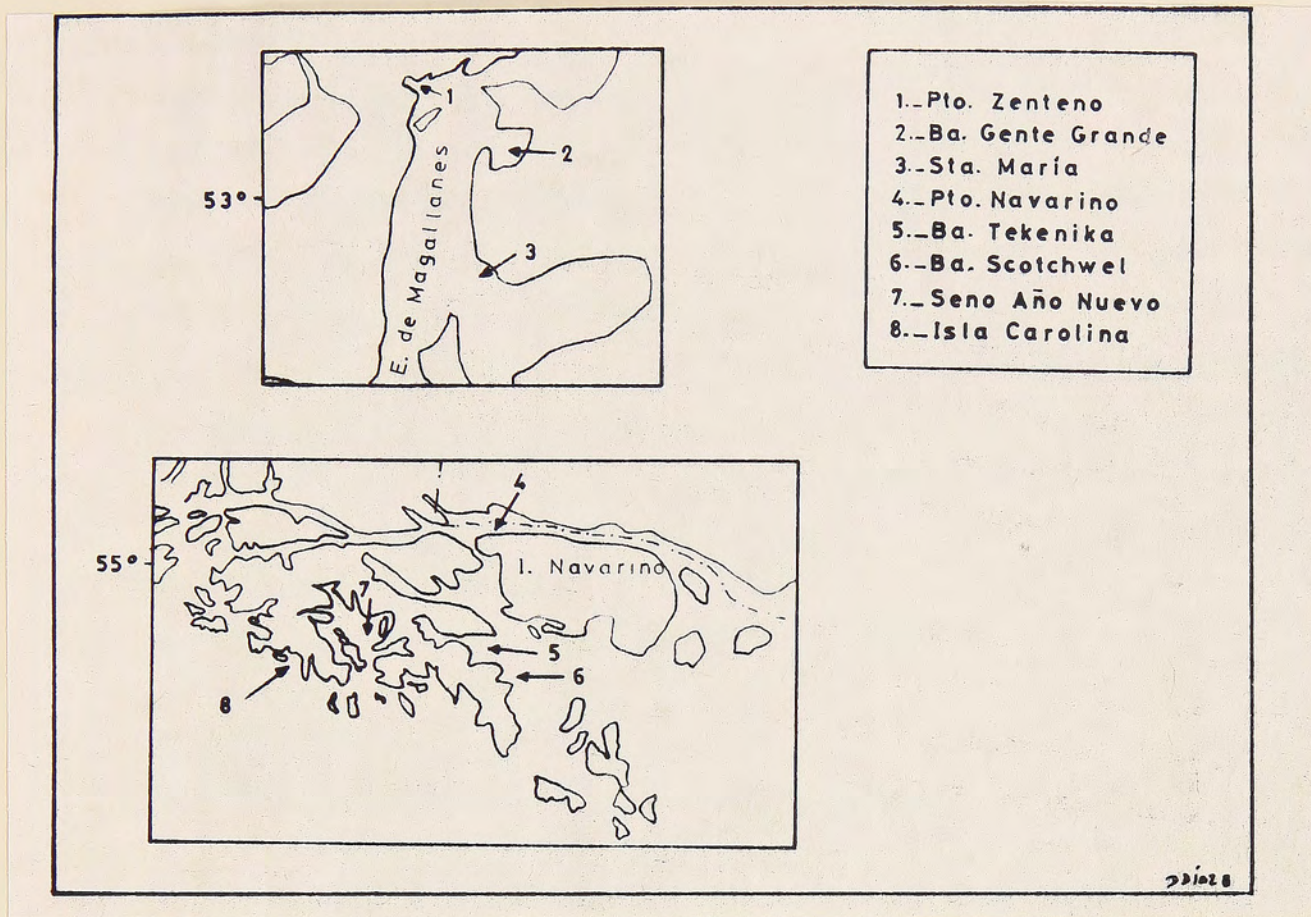 1
2
53°
3
E. de Magallanes
1._Pto. Zenteno
2._Ba. Gente Grande
3._Sta. María
4._Pto. Navarino
5._Ba. Tekenika
6._Ba. Scotchwel
7._Seno Año Nuevo
8._Isla Carolina
4
55°
I. Navarino
7
5
6
8